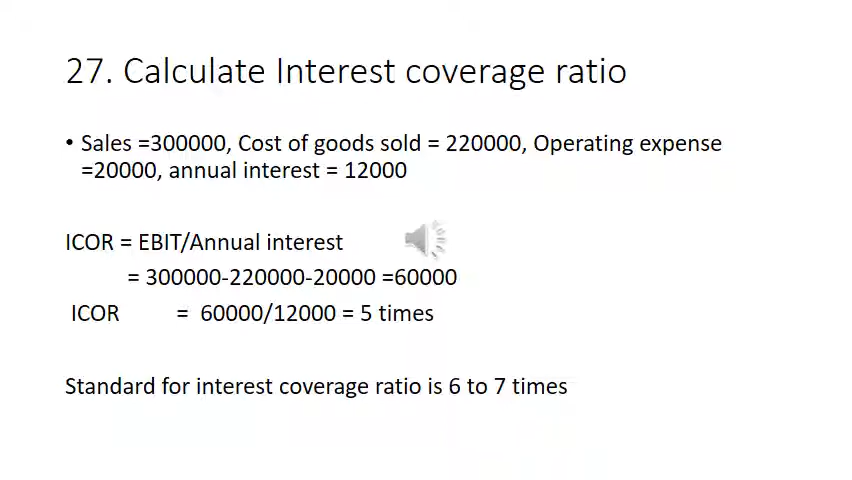 27. Calculate Interest coverage ratio
• Sales =300000, Cost of goods sold = 220000, Operating expense
=20000, annual interest = 12000
ICOR = EBIT/Annual interest
= 300000-220000-20000 =60000
ICOR = 60000/12000 = 5 times
Standard for interest coverage ratio is 6 to 7 times